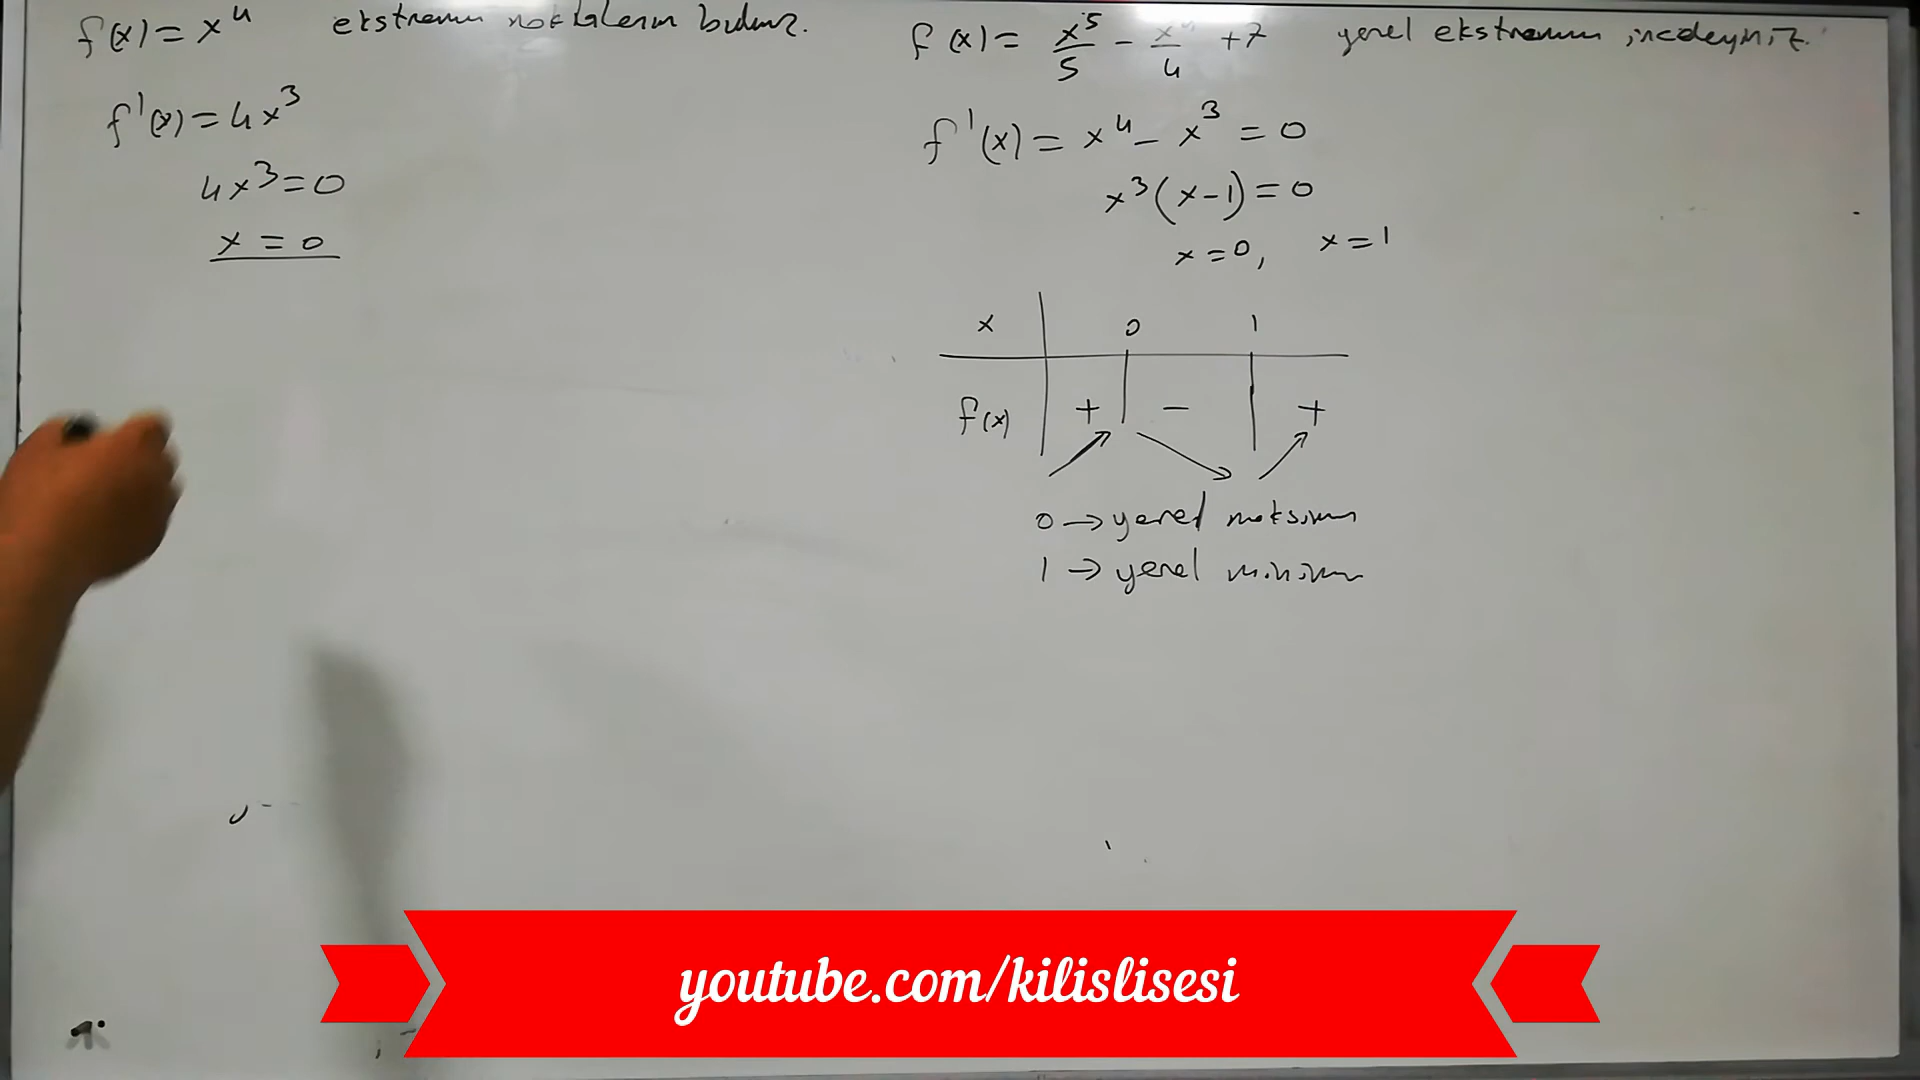 f(x) = x⁴ ekstremum noktalarını bulunuz.
f'(x) = 4x³
4x³ = 0
x = 0
f(x) = x⁵/5 - x⁴/4 + 7 yerel ekstremum inceleyiniz.
f'(x) = x⁴ - x³ = 0
x³(x-1) = 0
x = 0, x = 1
x 0 1
f(x) + - +
0 → yerel maksimum
1 → yerel minimum
youtube.com/kilislisesi